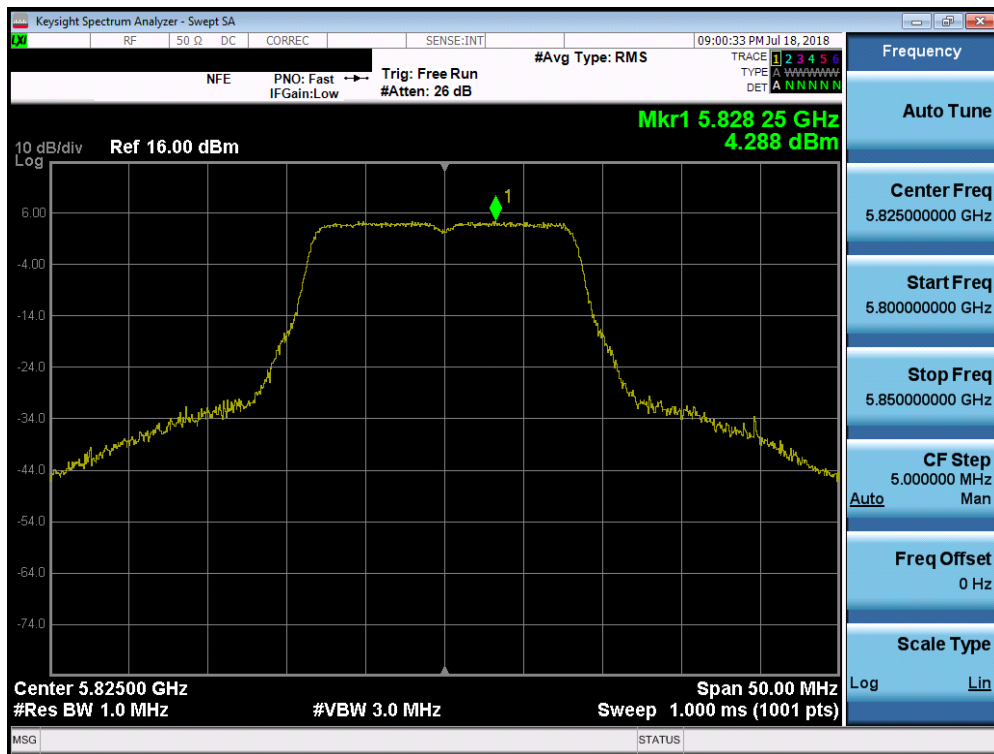 Keysight Spectrum Analyzer - Swept SA
LXI RF 50 Ω DC CORREC SENSE:INT 09:00:33 PM Jul 18, 2018
NFE PNO: Fast Trig: Free Run #Avg Type: RMS TRACE 1 2 3 4 5 6
IFGain:Low #Atten: 26 dB TYPE A WWWWWW
DET A N N N N N
Mkr1 5.828 25 GHz
4.288 dBm
10 dB/div Ref 16.00 dBm
Log
1
6.00
-4.00
-14.0
-24.0
-34.0
-44.0
-54.0
-64.0
-74.0
Center 5.82500 GHz Span 50.00 MHz
#Res BW 1.0 MHz #VBW 3.0 MHz Sweep 1.000 ms (1001 pts)
MSG STATUS
Frequency
Auto Tune
Center Freq
5.825000000 GHz
Start Freq
5.800000000 GHz
Stop Freq
5.850000000 GHz
CF Step
5.000000 MHz
Auto Man
Freq Offset
0 Hz
Scale Type
Log Lin